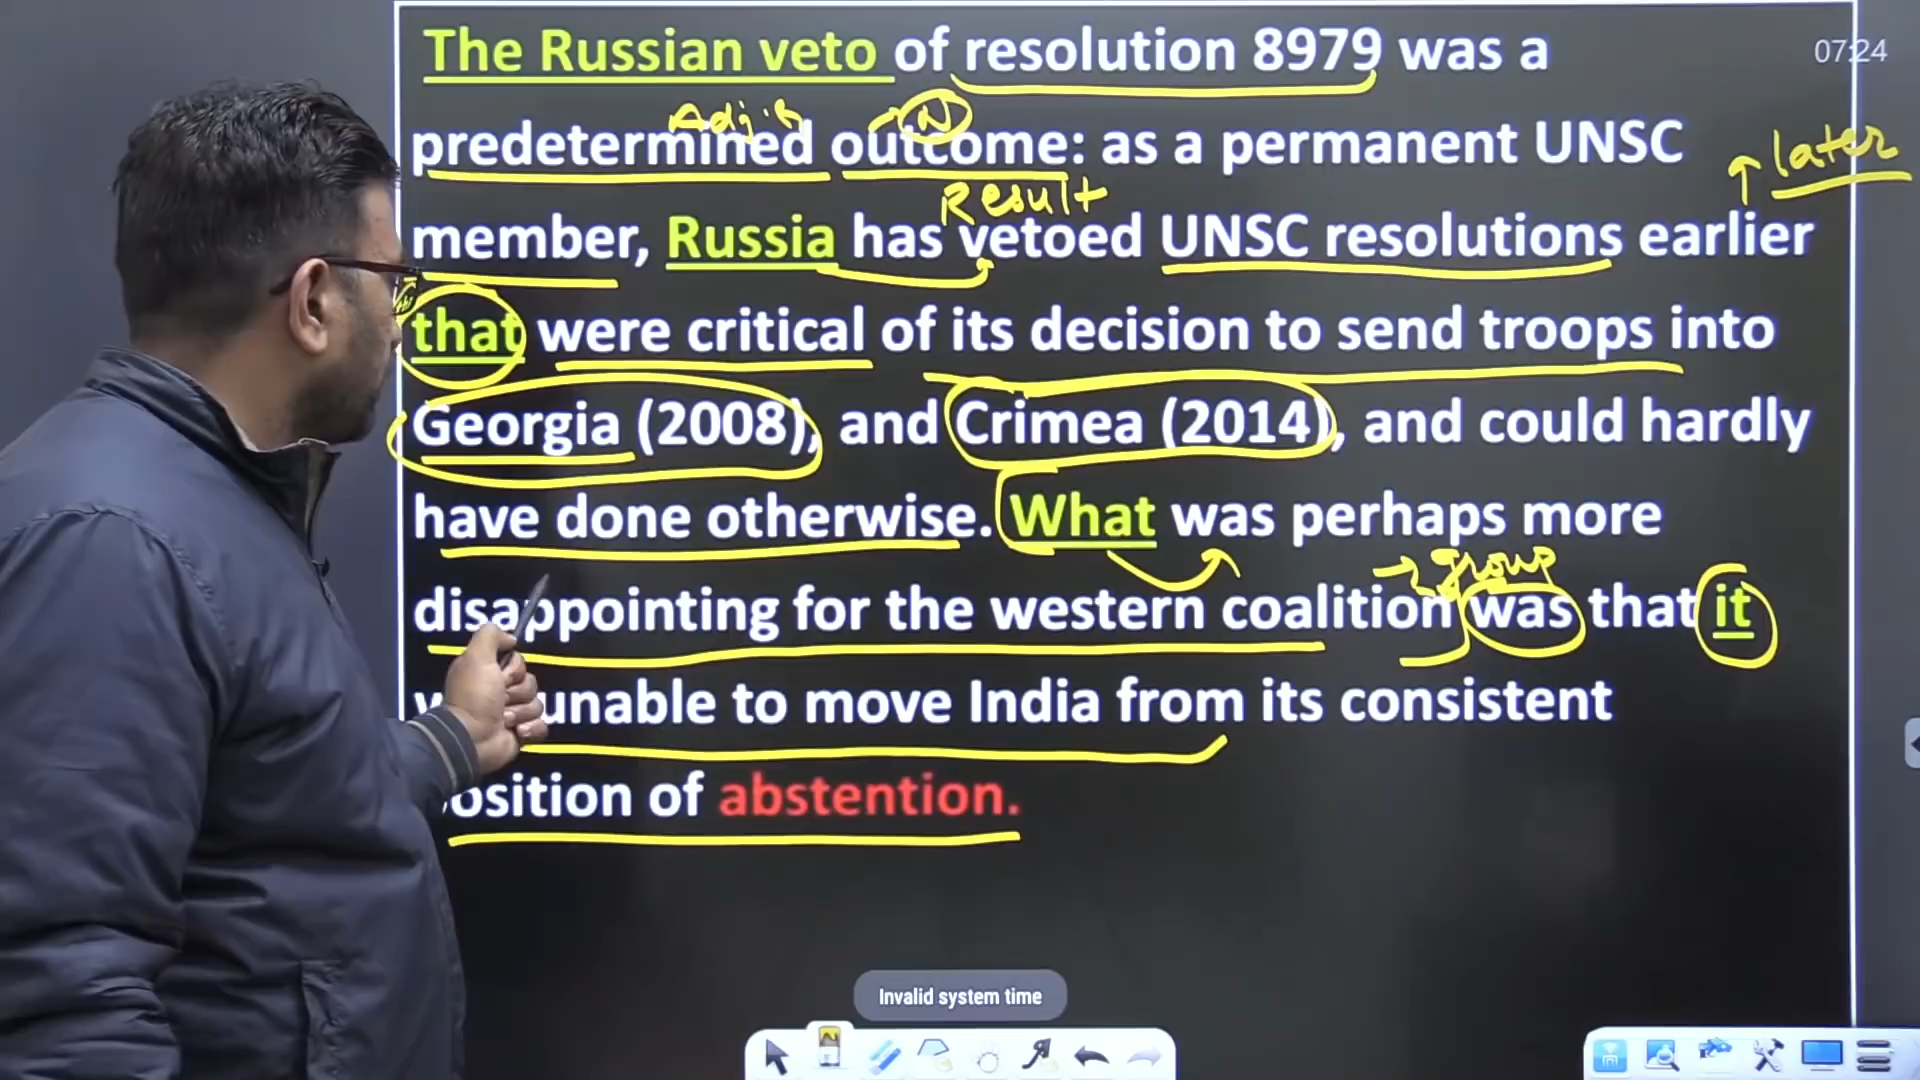 The Russian veto of resolution 8979 was a
07:24
Adj.
N
predetermined outcome: as a permanent UNSC
later
Result
member, Russia has vetoed UNSC resolutions earlier
that were critical of its decision to send troops into
Georgia (2008), and Crimea (2014), and could hardly
have done otherwise. What was perhaps more
group
disappointing for the western coalition was that it
unable to move India from its consistent
position of abstention.
Invalid system time